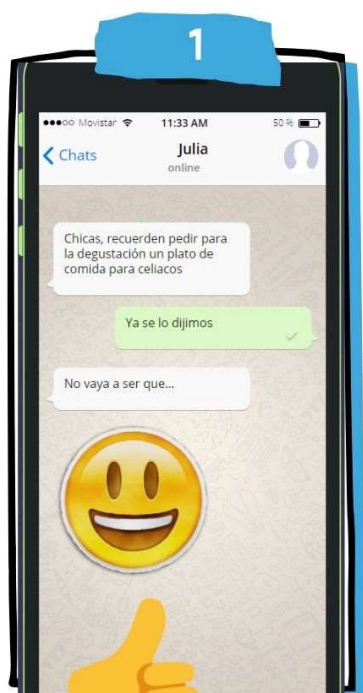 1
Movistar 11:33 AM 50 %
Chats Julia
online
Chicas, recuerden pedir para
la degustación un plato de
comida para celiacos
Ya se lo dijimos
No vaya a ser que...